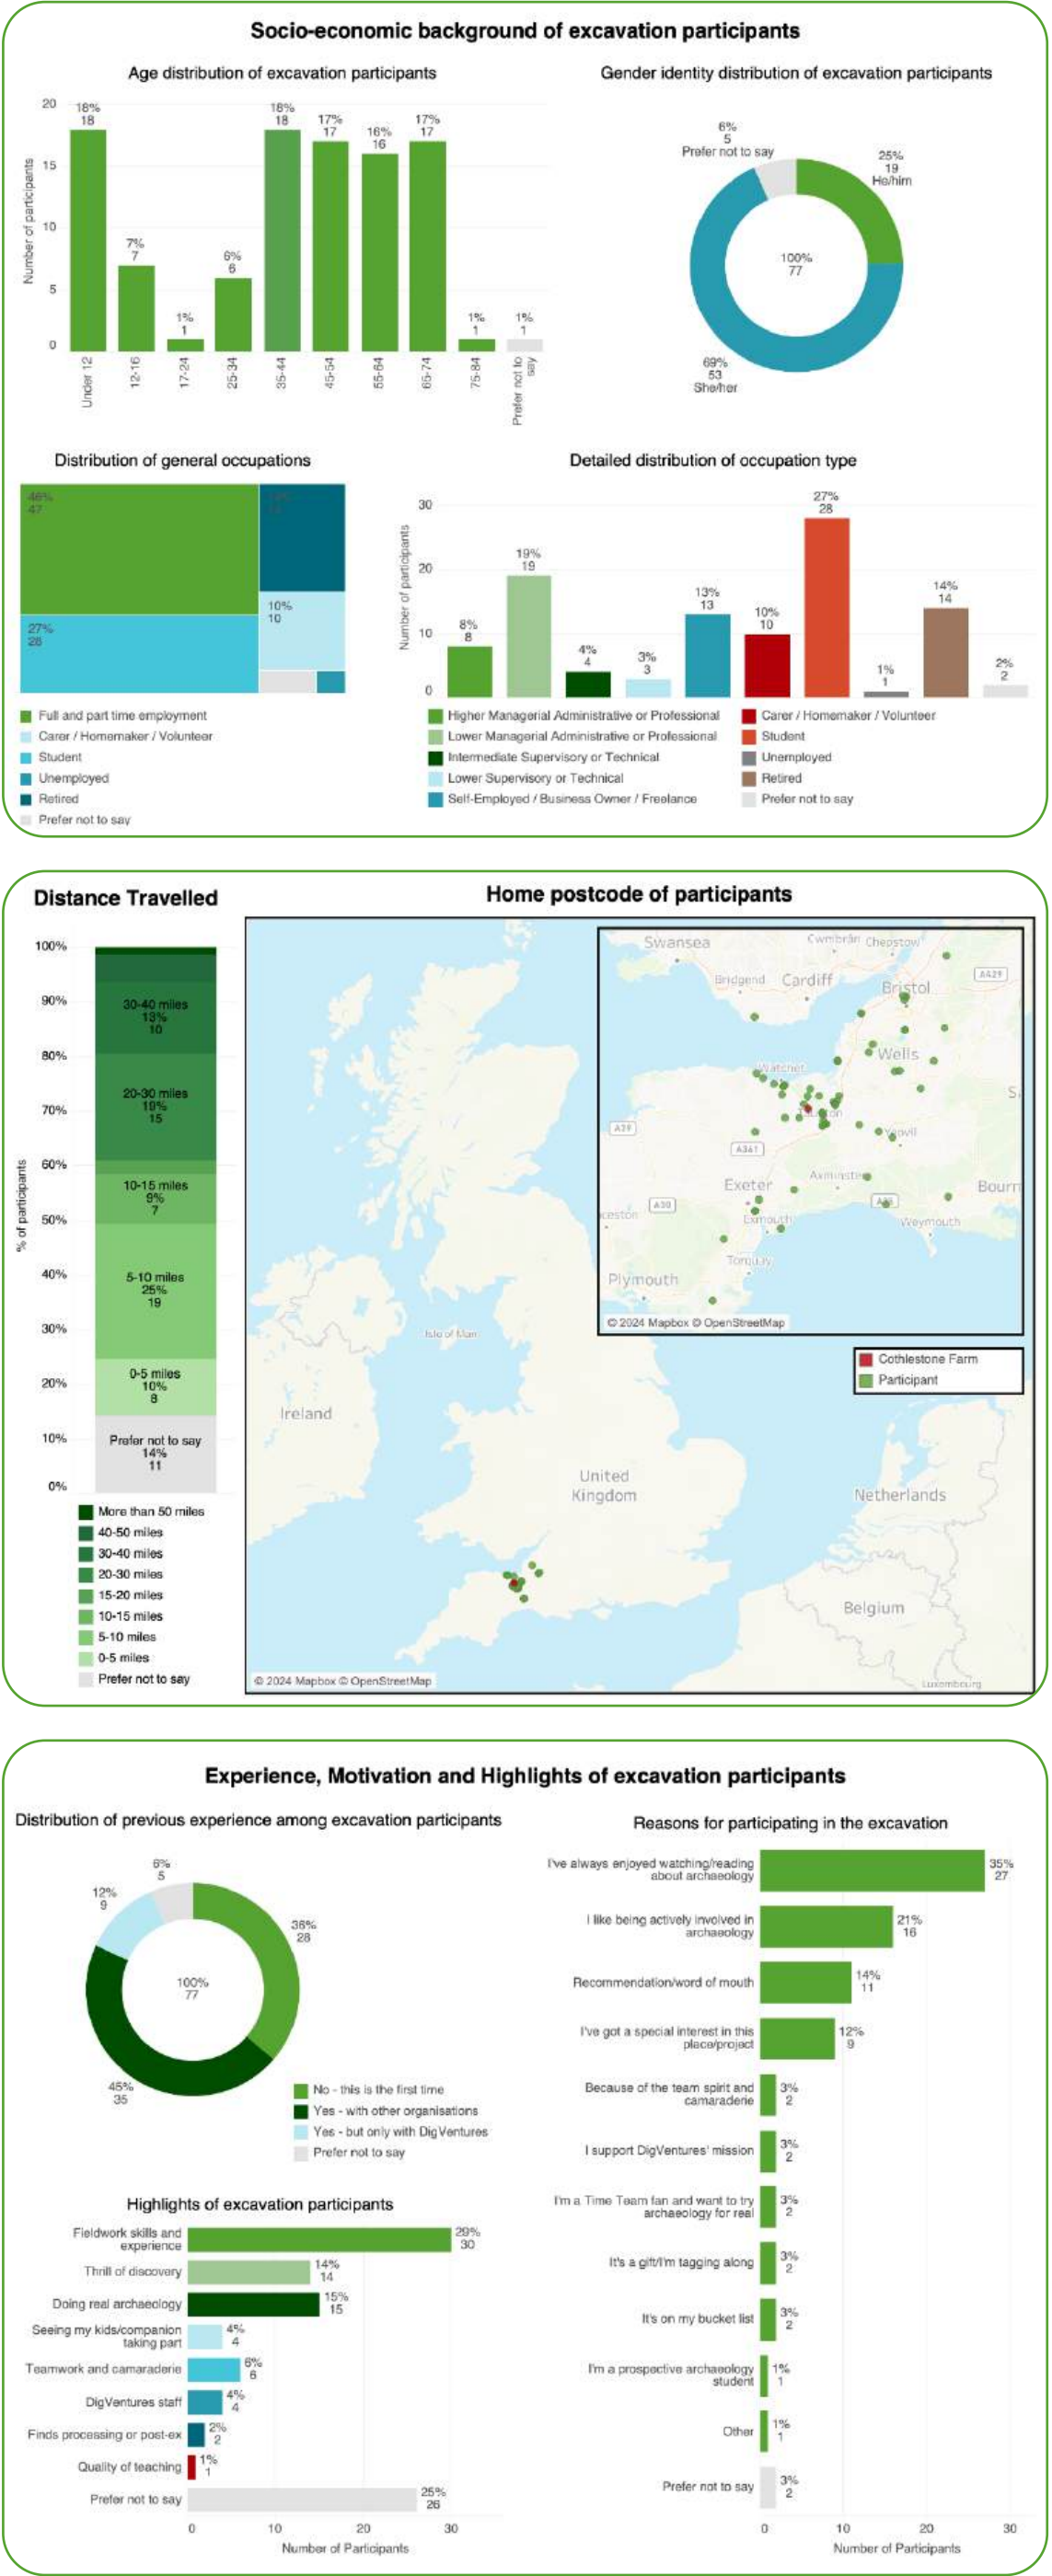 Socio-economic background of excavation participants
Age distribution of excavation participants
Number of participants
20
15
10
5
0
18%
18
7%
7
1%
1
6%
6
18%
18
17%
17
16%
16
17%
17
1%
1
1%
1
Under 12
12-16
17-24
25-34
35-44
45-54
55-64
65-74
75-84
Prefer not to
say
Gender identity distribution of excavation participants
6%
5
Prefer not to say
25%
19
He/him
100%
77
69%
53
She/her
Distribution of general occupations
46%
47
27%
28
10%
10
Full and part time employment
Carer / Homemaker / Volunteer
Student
Unemployed
Retired
Prefer not to say
Detailed distribution of occupation type
Number of participants
30
20
10
0
8%
8
19%
19
4%
4
3%
3
13%
13
10%
10
27%
28
1%
1
14%
14
2%
2
Higher Managerial Administrative or Professional
Lower Managerial Administrative or Professional
Intermediate Supervisory or Technical
Lower Supervisory or Technical
Self-Employed / Business Owner / Freelance
Carer / Homemaker / Volunteer
Student
Unemployed
Retired
Prefer not to say
Distance Travelled
% of participants
100%
90%
80%
70%
60%
50%
40%
30%
20%
10%
0%
30-40 miles
13%
10
20-30 miles
19%
15
10-15 miles
9%
7
5-10 miles
25%
19
0-5 miles
10%
8
Prefer not to say
14%
11
More than 50 miles
40-50 miles
30-40 miles
20-30 miles
15-20 miles
10-15 miles
5-10 miles
0-5 miles
Prefer not to say
Home postcode of participants
Swansea
Cwmbrân
Chepstow
Bridgend
Cardiff
Bristol
A429
Wells
Watchet
A39
A361
Yeovil
Axminster
Exeter
A30
Bourn
ceston
Exmouth
Weymouth
Torquay
Plymouth
© 2024 Mapbox © OpenStreetMap
Cothlestone Farm
Participant
Isle of Man
Ireland
United
Kingdom
Netherlands
Belgium
Luxembourg
© 2024 Mapbox © OpenStreetMap
Experience, Motivation and Highlights of excavation participants
Distribution of previous experience among excavation participants
6%
5
12%
9
36%
28
100%
77
45%
35
No - this is the first time
Yes - with other organisations
Yes - but only with DigVentures
Prefer not to say
Highlights of excavation participants
Fieldwork skills and
experience
29%
30
Thrill of discovery
14%
14
Doing real archaeology
15%
15
Seeing my kids/companion
taking part
4%
4
Teamwork and camaraderie
6%
6
DigVentures staff
4%
4
Finds processing or post-ex
2%
2
Quality of teaching
1%
1
Prefer not to say
25%
26
0
10
20
30
Number of Participants
Reasons for participating in the excavation
I've always enjoyed watching/reading
about archaeology
35%
27
I like being actively involved in
archaeology
21%
16
Recommendation/word of mouth
14%
11
I've got a special interest in this
place/project
12%
9
Because of the team spirit and
camaraderie
3%
2
I support DigVentures' mission
3%
2
I'm a Time Team fan and want to try
archaeology for real
3%
2
It's a gift/I'm tagging along
3%
2
It's on my bucket list
3%
2
I'm a prospective archaeology
student
1%
1
Other
1%
1
Prefer not to say
3%
2
0
10
20
30
Number of Participants